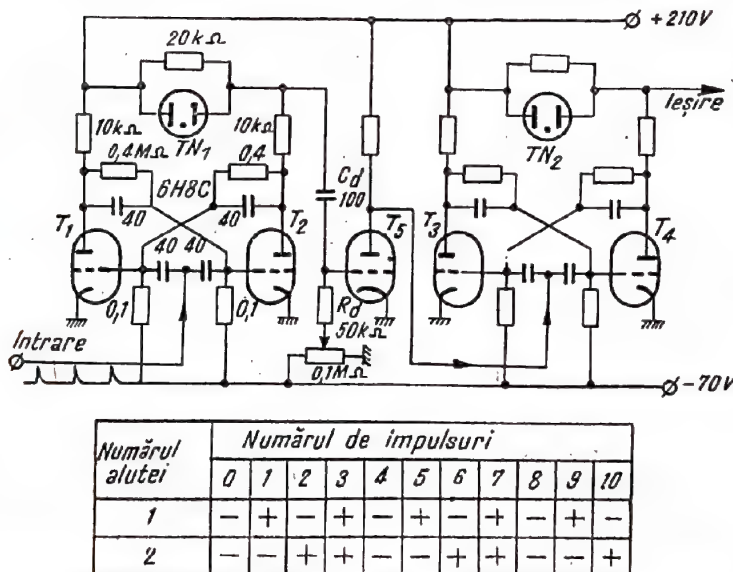 +210V
20kΩ
Ieșire
10kΩ
TN₁
10kΩ
TN₂
0,4MΩ
0,4
6H8C
Cd
100
40
40
T₁
T₂
T₅
T₃
T₄
40
40
0,1
0,1
Rd
50kΩ
Intrare
0,1MΩ
-70V
Numărul alutei
Numărul de impulsuri
0 1 2 3 4 5 6 7 8 9 10
1 - + - + - + - + - + -
2 - - + + - - + + - - +